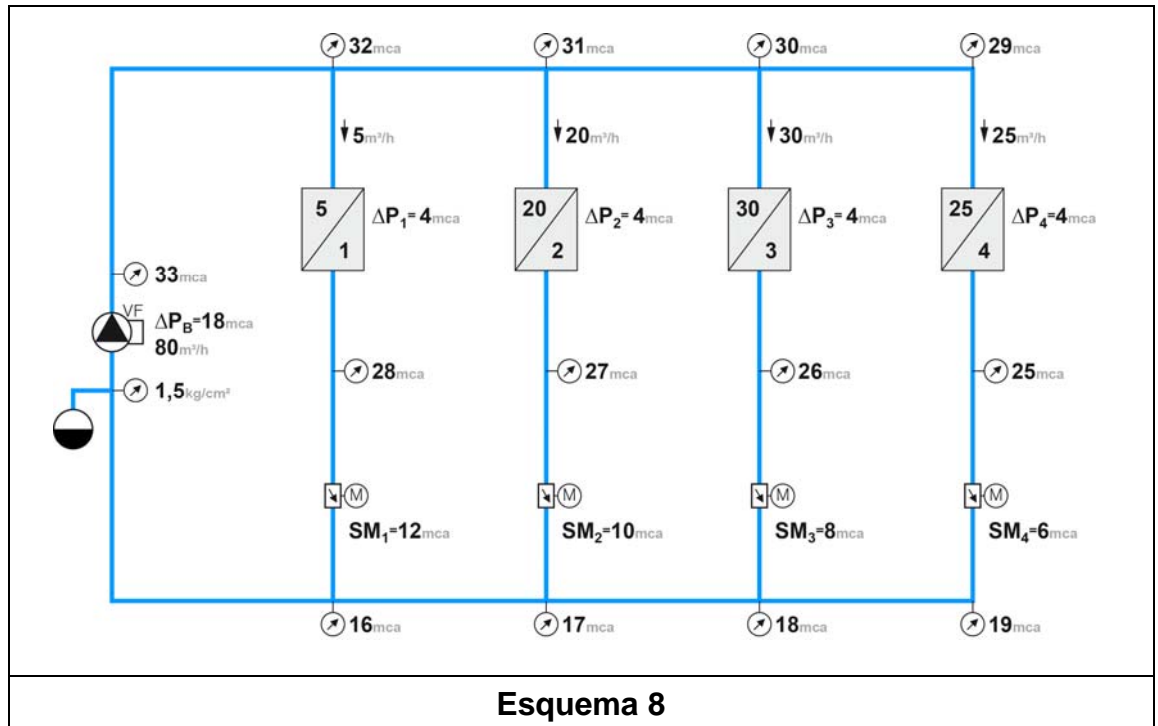 32mca 31mca 30mca 29mca
5m³/h 20m³/h 30m³/h 25m³/h
5 ΔP₁= 4mca 20 ΔP₂= 4mca 30 ΔP₃= 4mca 25 ΔP₄= 4mca
1 2 3 4
33mca
VF
ΔP_B=18mca
80m³/h
28mca 27mca 26mca 25mca
1,5kg/cm²
M M M M
SM₁=12mca SM₂=10mca SM₃=8mca SM₄=6mca
16mca 17mca 18mca 19mca
Esquema 8